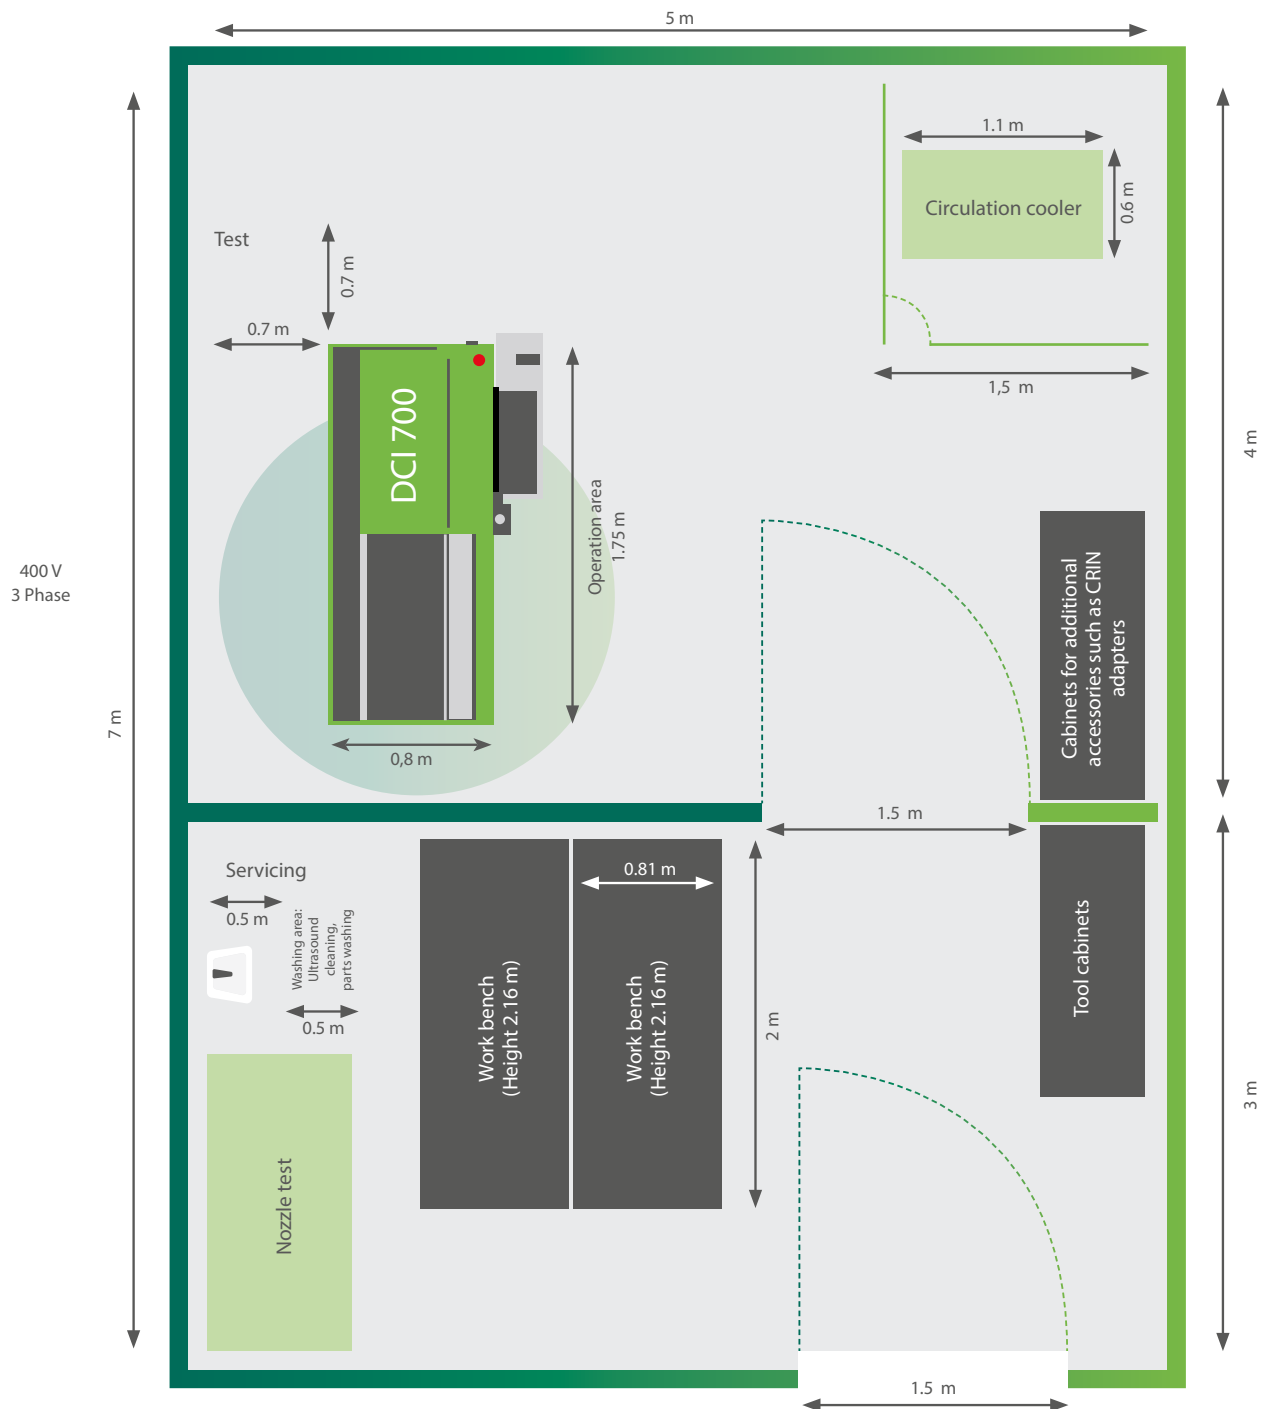 5 m
1.1 m
Circulation cooler
0.6 m
Test
0.7 m
0.7 m
1,5 m
DCI 700
Operation area
1.75 m
4 m
400 V
3 Phase
Cabinets for additional
accessories such as CRIN
adapters
7 m
0,8 m
1.5 m
Servicing
0.5 m
Washing area:
Ultrasound
cleaning,
parts washing
0.5 m
0.81 m
Work bench
(Height 2.16 m)
Work bench
(Height 2.16 m)
2 m
Tool cabinets
3 m
Nozzle test
1.5 m